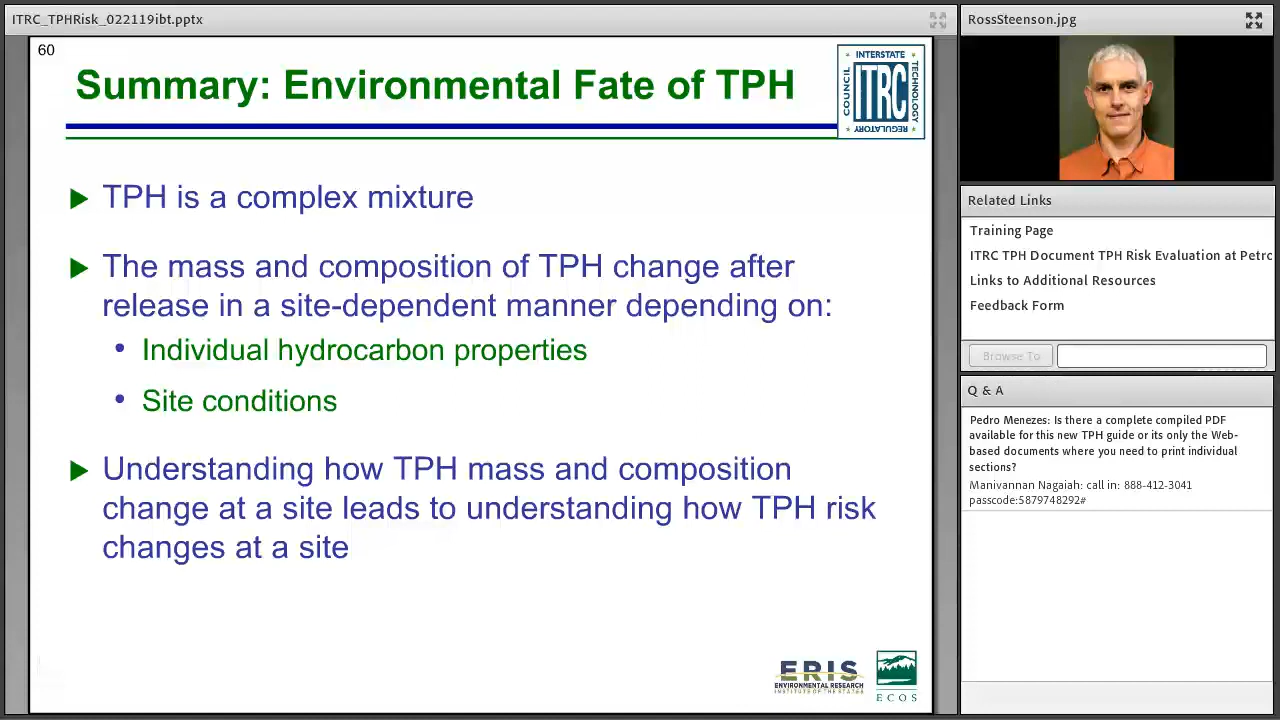 ITRC_TPHRisk_022119ibt.pptx
60
Summary: Environmental Fate of TPH
INTERSTATE
COUNCIL
ITRC
TECHNOLOGY
REGULATORY
TPH is a complex mixture
The mass and composition of TPH change after
release in a site-dependent manner depending on:
• Individual hydrocarbon properties
• Site conditions
Understanding how TPH mass and composition
change at a site leads to understanding how TPH risk
changes at a site
ERIS
ENVIRONMENTAL RESEARCH
INSTITUTE OF THE STATES
ECOS
RossSteenson.jpg
Related Links
Training Page
ITRC TPH Document TPH Risk Evaluation at Petrc
Links to Additional Resources
Feedback Form
Browse To
Q & A
Pedro Menezes: Is there a complete compiled PDF
available for this new TPH guide or its only the Web-
based documents where you need to print individual
sections?
Manivannan Nagaiah: call in: 888-412-3041
passcode:5879748292#